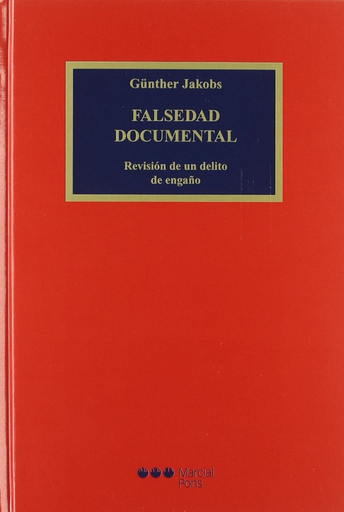 Günther Jakobs
FALSEDAD
DOCUMENTAL
Revisión de un delito
de engaño
Marcial
Pons